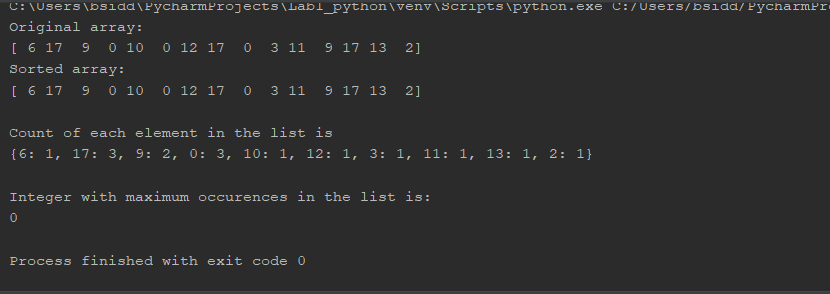 C:\Users\bsidd\PycharmProjects\Lab1_python\venv\Scripts\python.exe C:/Users/bsidd/PycharmPr
Original array:
[ 6 17  9  0 10  0 12 17  0  3 11  9 17 13  2]
Sorted array:
[ 6 17  9  0 10  0 12 17  0  3 11  9 17 13  2]
Count of each element in the list is
{6: 1, 17: 3, 9: 2, 0: 3, 10: 1, 12: 1, 3: 1, 11: 1, 13: 1, 2: 1}
Integer with maximum occurences in the list is:
0
Process finished with exit code 0